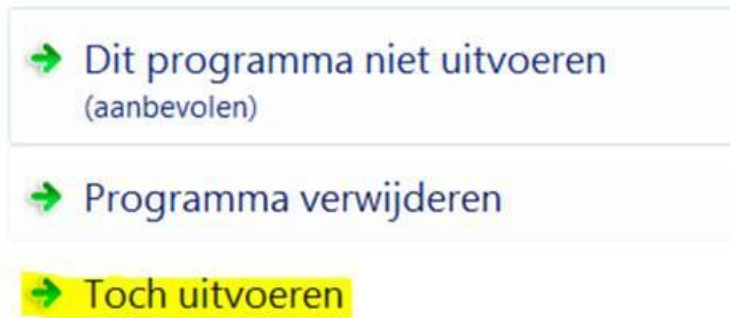 Dit programma niet uitvoeren
(aanbevolen)
Programma verwijderen
Toch uitvoeren